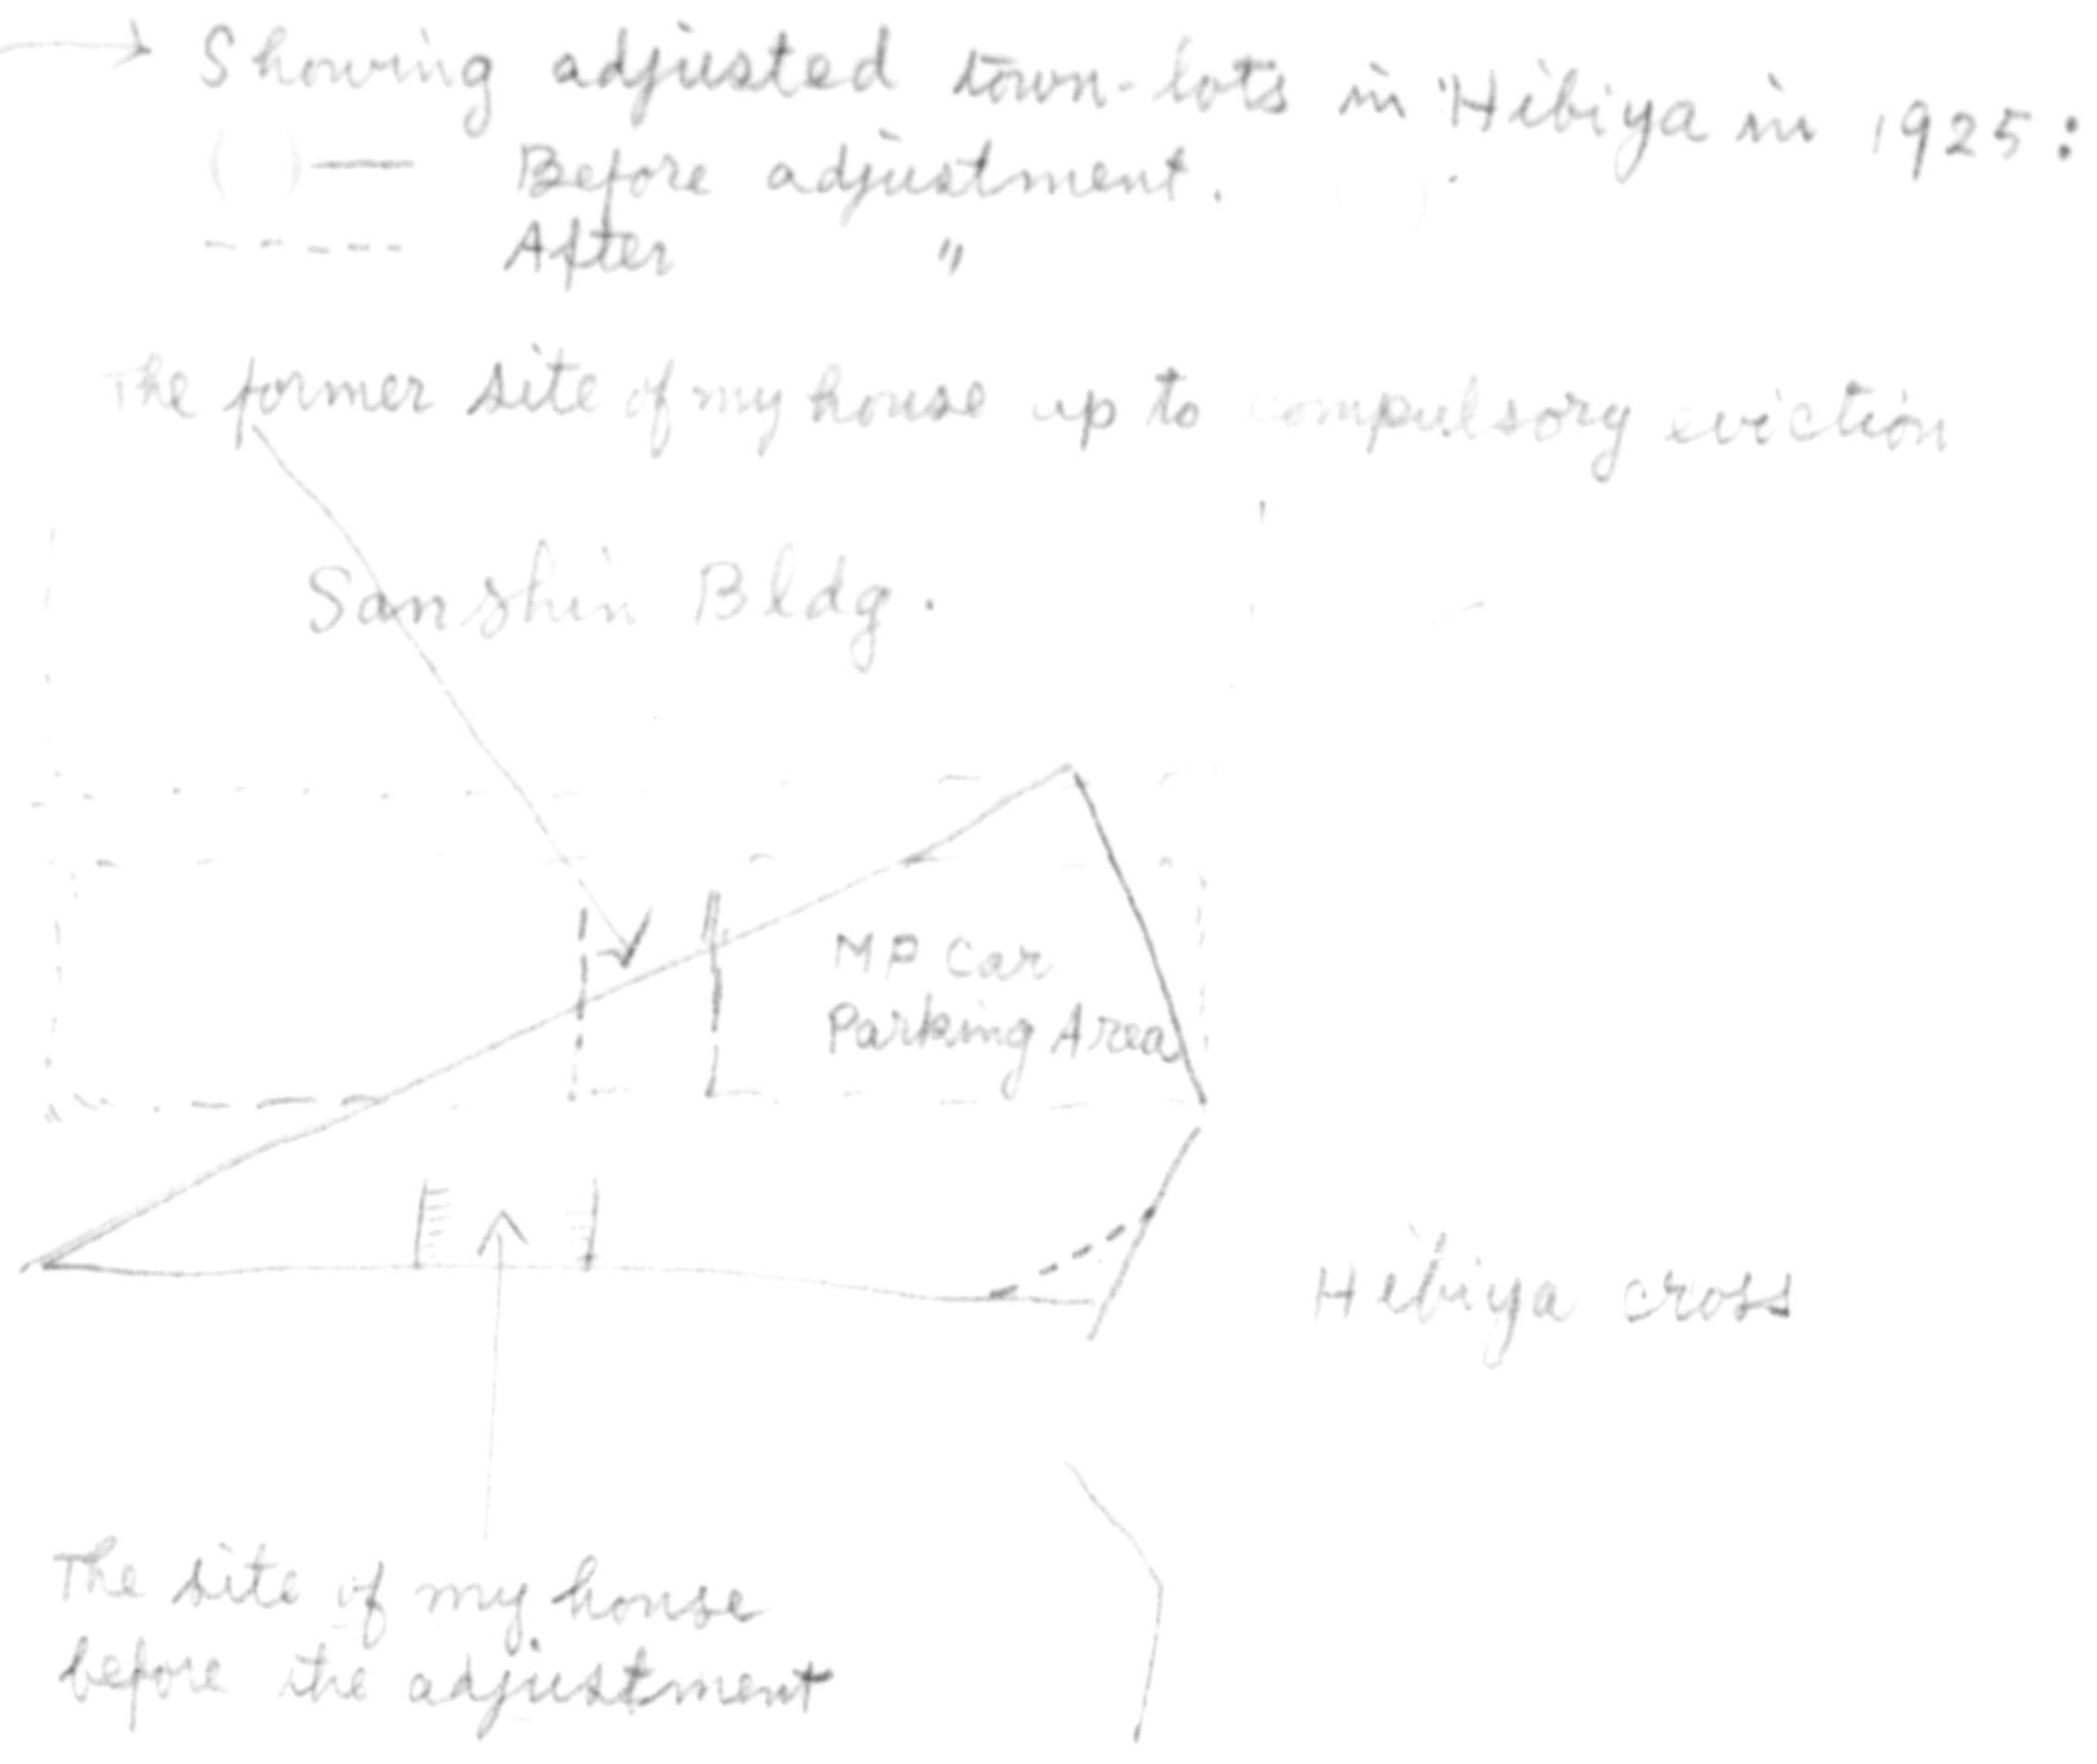 Showing adjusted town-lots in Hibiya in 1925:
( ) — Before adjustment.
- - - - - After "
The former site of my house up to compulsory eviction
Sanshin Bldg.
MP Car
Parking Area
Hibiya cross
The site of my house
before the adjustment